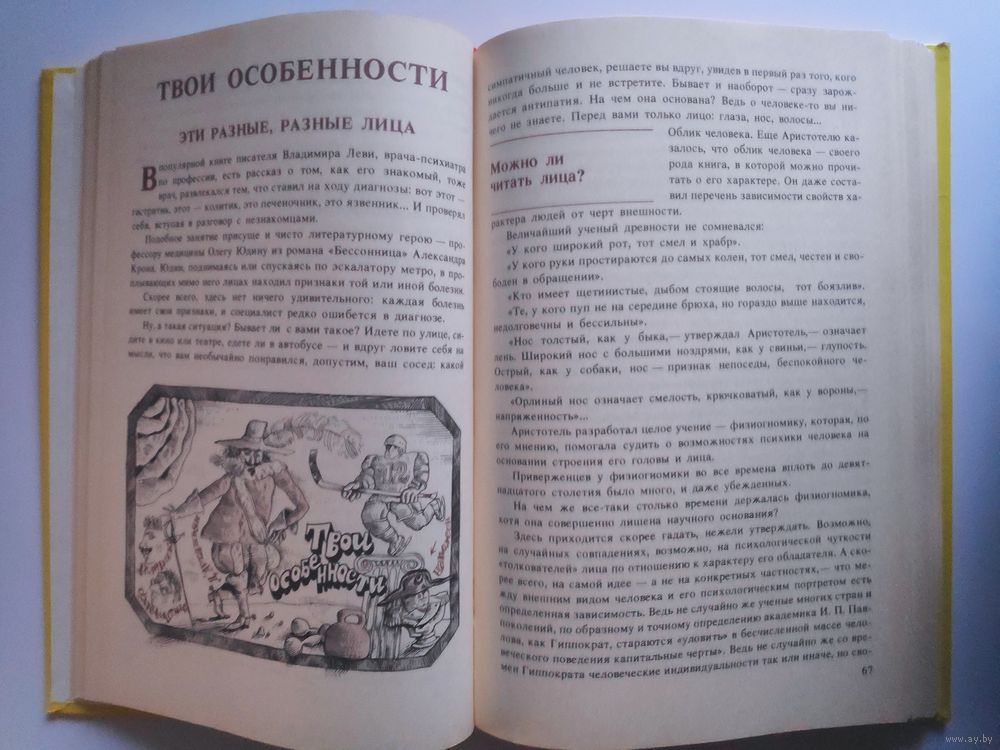 ТВОИ ОСОБЕННОСТИ
ЭТИ РАЗНЫЕ, РАЗНЫЕ ЛИЦА
В популярной книге писателя Владимира Леви, врача-психиатра
по профессии, есть рассказ о том, как его знакомый, тоже
врач, развлекался тем, что ставил на ходу диагнозы: вот этот —
гастритик, этот — колитик, это печеночник, это язвенник... И проверял
себя, вступая в разговор с незнакомцами.
Подобное занятие присуще и чисто литературному герою — про-
фессору медицины Олегу Юдину из романа «Бессонница» Александра
Крона. Юдин, поднимаясь или спускаясь по эскалатору метро, в про-
плывающих мимо него лицах находил признаки той или иной болезни.
Скорее всего, здесь нет ничего удивительного: каждая болезнь
имеет свои признаки, и специалист редко ошибется в диагнозе.
Ну, а такая ситуация? Бывает ли с вами такое? Идете по улице, си-
дите в кино или театре, едете ли в автобусе — и вдруг ловите себя на
мысли, что вам необычайно понравился, допустим, ваш сосед: какой
Твои
особенности
симпатичный человек, решаете вы вдруг, увидев в первый раз того, кого
никогда больше и не встретите. Бывает и наоборот — сразу зарож-
дается антипатия. На чем она основана? Ведь о человеке-то вы ни-
чего не знаете. Перед вами только лицо: глаза, нос, волосы...
Можно ли
читать лица?
Облик человека. Еще Аристотелю ка-
залось, что облик человека — своего
рода книга, в которой можно прочи-
тать о его характере. Он даже соста-
вил перечень зависимости свойств ха-
рактера людей от черт внешности.
Величайший ученый древности не сомневался:
«У кого широкий рот, тот смел и храбр».
«У кого руки простираются до самых колен, тот смел, честен и сво-
боден в обращении».
«Кто имеет щетинистые, дыбом стоящие волосы, тот боязлив».
«Те, у кого пуп не на середине брюха, но гораздо выше находится,
недолговечны и бессильны».
«Нос толстый, как у быка,— утверждал Аристотель,— означает
лень. Широкий нос с большими ноздрями, как у свиньи,— глупость.
Острый, как у собаки, нос — признак непоседы, беспокойного че-
ловека».
«Орлиный нос означает смелость, крючковатый, как у вороны,—
напряженность»...
Аристотель разработал целое учение — физиогномику, которая, по
его мнению, помогала судить о возможностях психики человека на
основании строения его головы и лица.
Приверженцев у физиогномики во все времена вплоть до девят-
надцатого столетия было много, и даже убежденных.
На чем же все-таки столько времени держалась физиогномика,
хотя она совершенно лишена научного основания?
Здесь приходится скорее гадать, нежели утверждать. Возможно,
на случайных совпадениях, возможно, на психологической чуткости
«толкователей» лица по отношению к характеру его обладателя. А ско-
рее всего, на самой идее — а не на конкретных частностях,— что ме-
жду внешним видом человека и его психологическим портретом есть
определенная зависимость. Ведь не случайно же ученые многих стран и
поколений, по образному и точному определению академика И. П. Пав-
лова, как Гиппократ, стараются «уловить» в бесчисленной массе чело-
веческого поведения капитальные черты». Ведь не случайно же со вре-
мен Гиппократа человеческие индивидуальности так или иначе, но сво-
67
www.ay.by